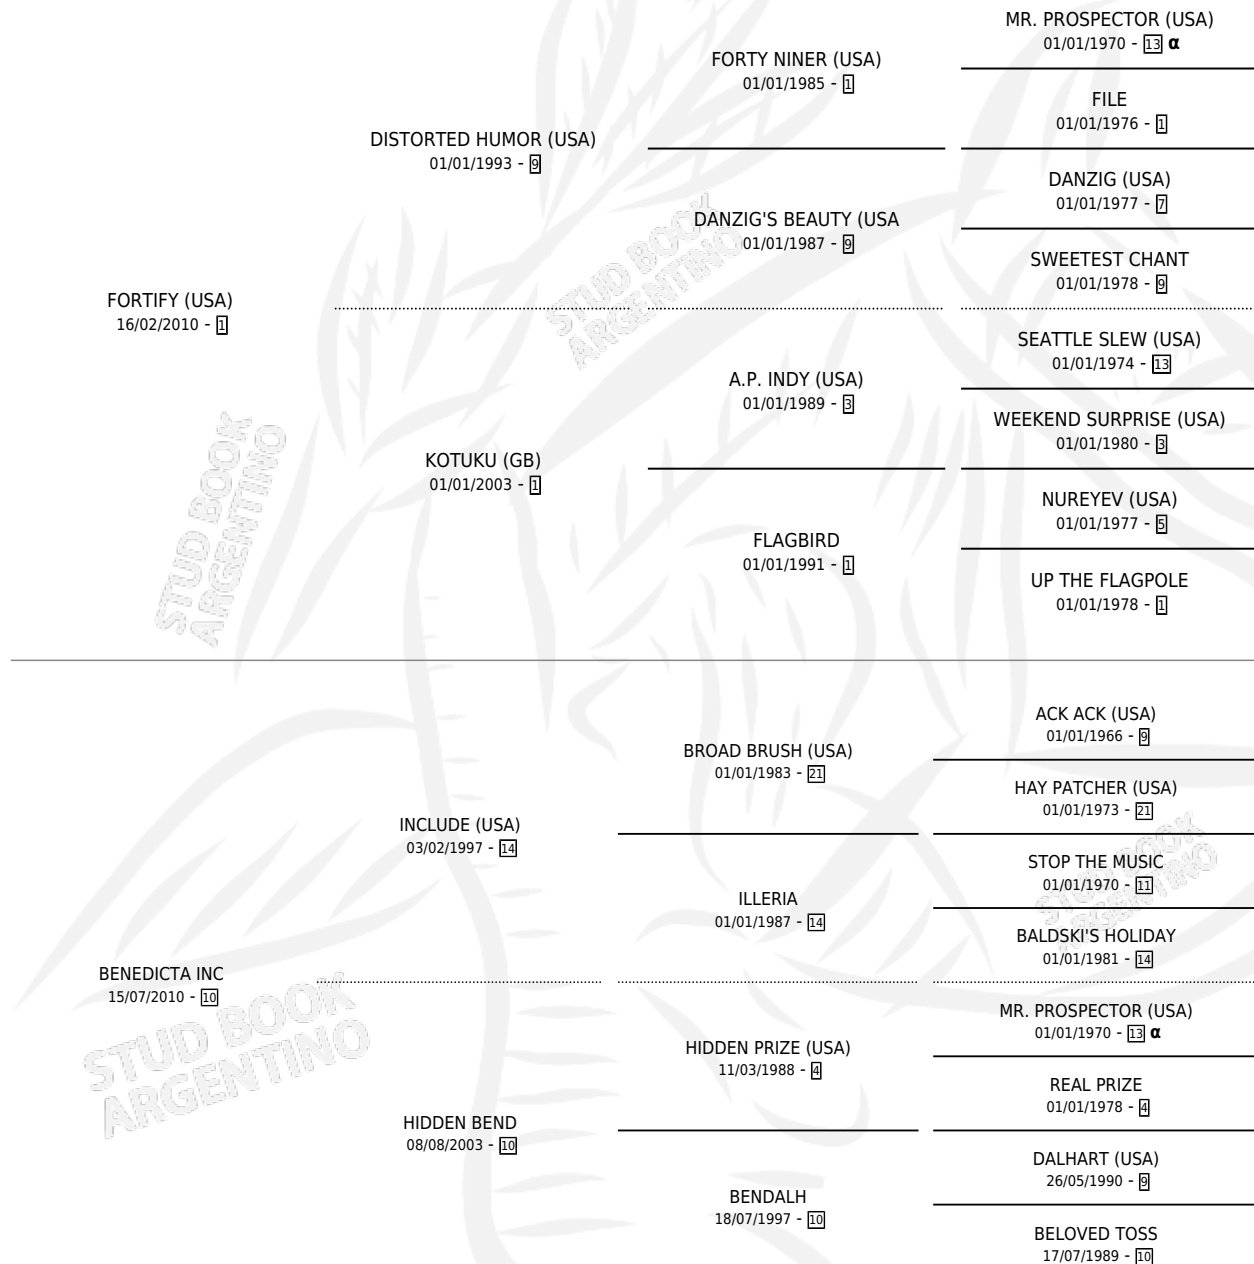 MR. PROSPECTOR (USA)
01/01/1970 - 13 α
FORTY NINER (USA)
01/01/1985 - 1
FILE
01/01/1976 - 1
DISTORTED HUMOR (USA)
01/01/1993 - 9
DANZIG (USA)
01/01/1977 - 7
DANZIG'S BEAUTY (USA
01/01/1987 - 9
SWEETEST CHANT
01/01/1978 - 9
FORTIFY (USA)
16/02/2010 - 1
STUD BOOK
ARGENTINO
SEATTLE SLEW (USA)
01/01/1974 - 13
A.P. INDY (USA)
01/01/1989 - 3
WEEKEND SURPRISE (USA)
01/01/1980 - 3
KOTUKU (GB)
01/01/2003 - 1
NUREYEV (USA)
01/01/1977 - 5
FLAGBIRD
01/01/1991 - 1
UP THE FLAGPOLE
01/01/1978 - 1
STUD BOOK
ARGENTINO
ACK ACK (USA)
01/01/1966 - 9
BROAD BRUSH (USA)
01/01/1983 - 21
HAY PATCHER (USA)
01/01/1973 - 21
INCLUDE (USA)
03/02/1997 - 14
STOP THE MUSIC
01/01/1970 - 11
ILLERIA
01/01/1987 - 14
BALDSKI'S HOLIDAY
01/01/1981 - 14
STUD BOOK
ARGENTINO
BENEDICTA INC
15/07/2010 - 10
STUD BOOK
ARGENTINO
MR. PROSPECTOR (USA)
01/01/1970 - 13 α
HIDDEN PRIZE (USA)
11/03/1988 - 4
REAL PRIZE
01/01/1978 - 4
HIDDEN BEND
08/08/2003 - 10
DALHART (USA)
26/05/1990 - 9
BENDALH
18/07/1997 - 10
BELOVED TOSS
17/07/1989 - 10